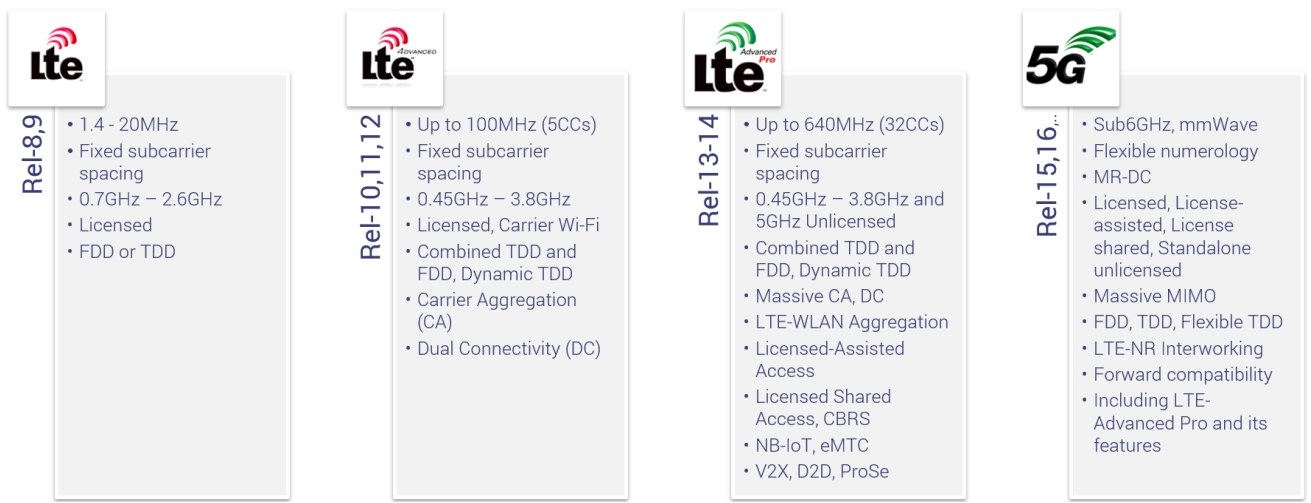 Lte
Rel-8,9
• 1.4 - 20MHz
• Fixed subcarrier
spacing
• 0.7GHz – 2.6GHz
• Licensed
• FDD or TDD
Lte ADVANCED
Rel-10,11,12
• Up to 100MHz (5CCs)
• Fixed subcarrier
spacing
• 0.45GHz – 3.8GHz
• Licensed, Carrier Wi-Fi
• Combined TDD and
FDD, Dynamic TDD
• Carrier Aggregation
(CA)
• Dual Connectivity (DC)
Lte Advanced
Pro
Rel-13-14
• Up to 640MHz (32CCs)
• Fixed subcarrier
spacing
• 0.45GHz – 3.8GHz and
5GHz Unlicensed
• Combined TDD and
FDD, Dynamic TDD
• Massive CA, DC
• LTE-WLAN Aggregation
• Licensed-Assisted
Access
• Licensed Shared
Access, CBRS
• NB-IoT, eMTC
• V2X, D2D, ProSe
5G
Rel-15,16,..
• Sub6GHz, mmWave
• Flexible numerology
• MR-DC
• Licensed, License-
assisted, License
shared, Standalone
unlicensed
• Massive MIMO
• FDD, TDD, Flexible TDD
• LTE-NR Interworking
• Forward compatibility
• Including LTE-
Advanced Pro and its
features